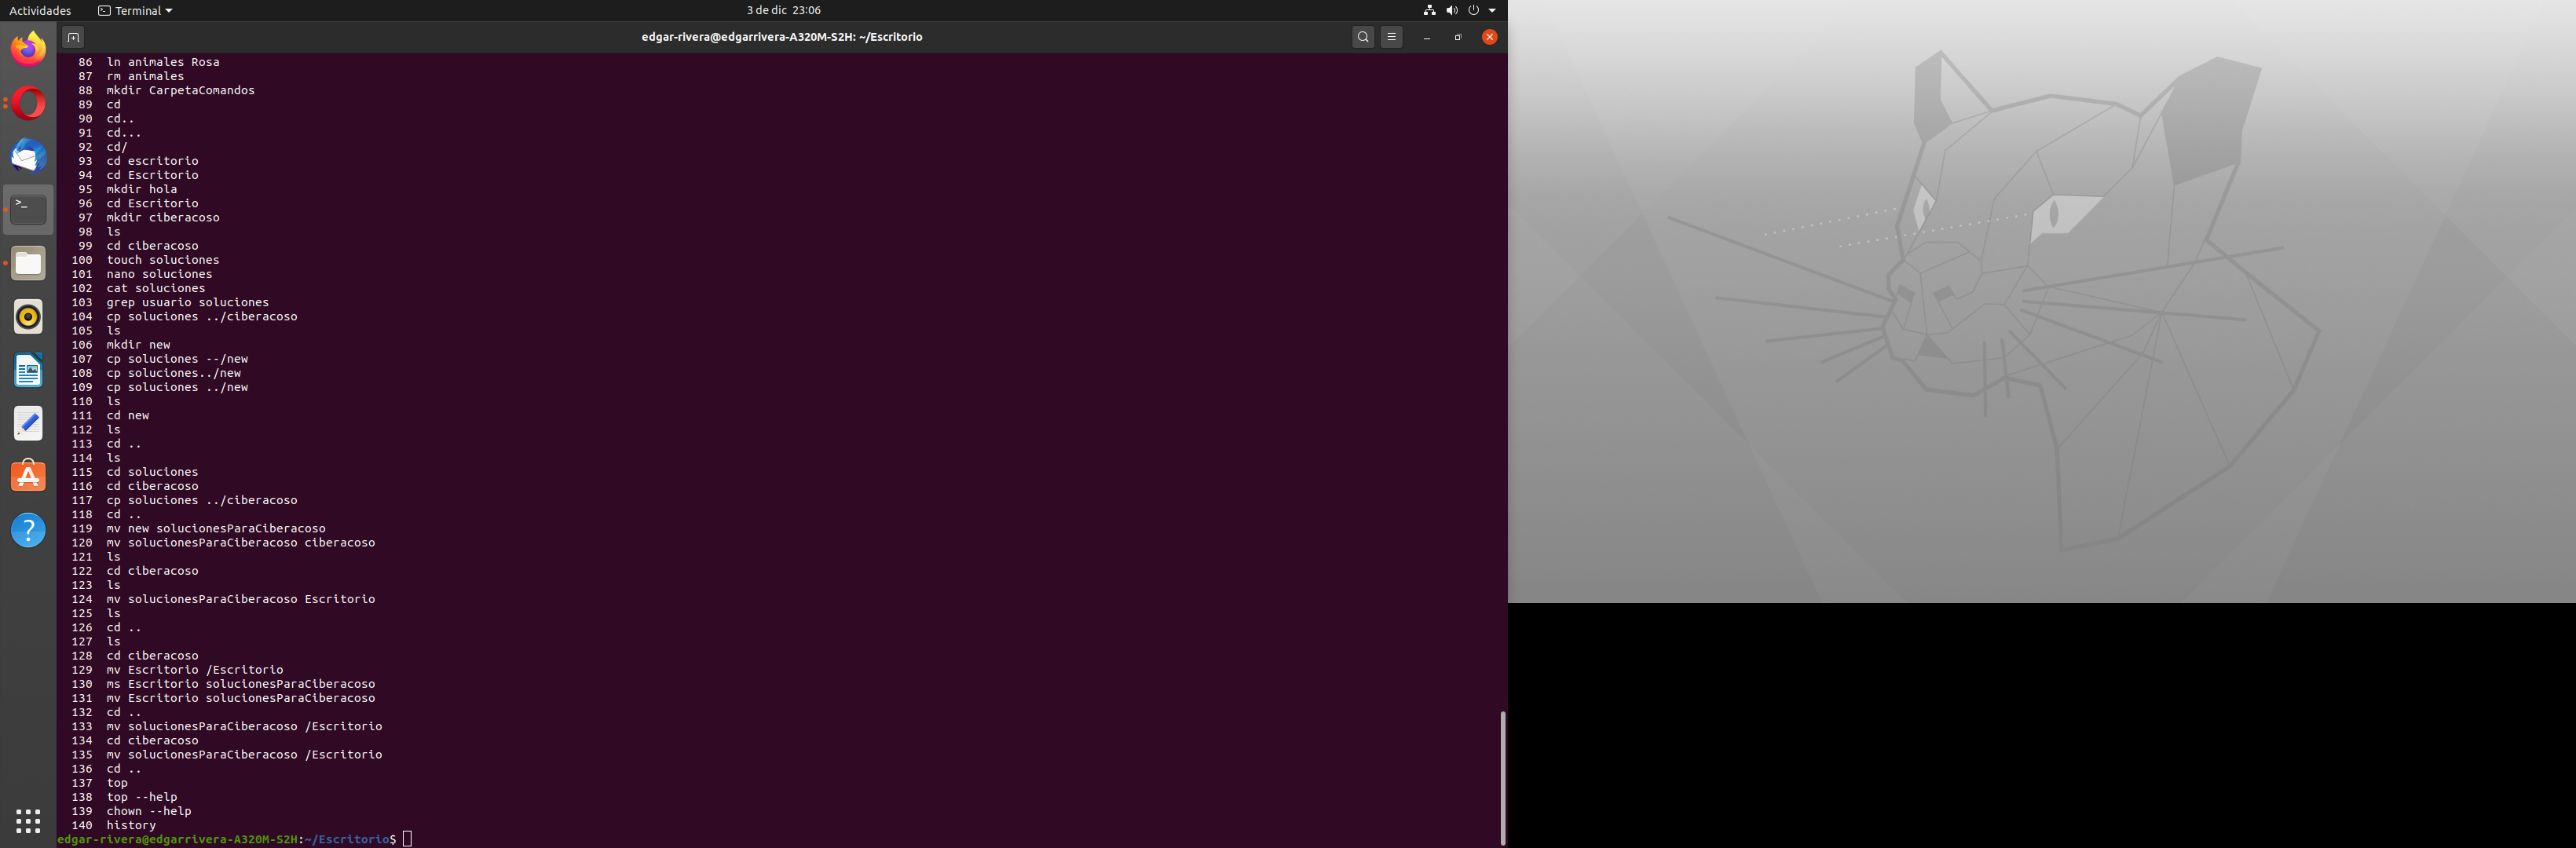 Actividades
Terminal
3 de dic 23:06
edgar-rivera@edgarrivera-A320M-S2H: ~/Escritorio
86 ln animales Rosa
87 rm animales
88 mkdir CarpetaComandos
89 cd
90 cd..
91 cd...
92 cd/
93 cd escritorio
94 cd Escritorio
95 mkdir hola
96 cd Escritorio
97 mkdir ciberacoso
98 ls
99 cd ciberacoso
100 touch soluciones
101 nano soluciones
102 cat soluciones
103 grep usuario soluciones
104 cp soluciones ../ciberacoso
105 ls
106 mkdir new
107 cp soluciones --/new
108 cp soluciones../new
109 cp soluciones ../new
110 ls
111 cd new
112 ls
113 cd ..
114 ls
115 cd soluciones
116 cd ciberacoso
117 cp soluciones ../ciberacoso
118 cd ..
119 mv new solucionesParaCiberacoso
120 mv solucionesParaCiberacoso ciberacoso
121 ls
122 cd ciberacoso
123 ls
124 mv solucionesParaCiberacoso Escritorio
125 ls
126 cd ..
127 ls
128 cd ciberacoso
129 mv Escritorio /Escritorio
130 ms Escritorio solucionesParaCiberacoso
131 mv Escritorio solucionesParaCiberacoso
132 cd ..
133 mv solucionesParaCiberacoso /Escritorio
134 cd ciberacoso
135 mv solucionesParaCiberacoso /Escritorio
136 cd ..
137 top
138 top --help
139 chown --help
140 history
edgar-rivera@edgarrivera-A320M-S2H:~/Escritorio$